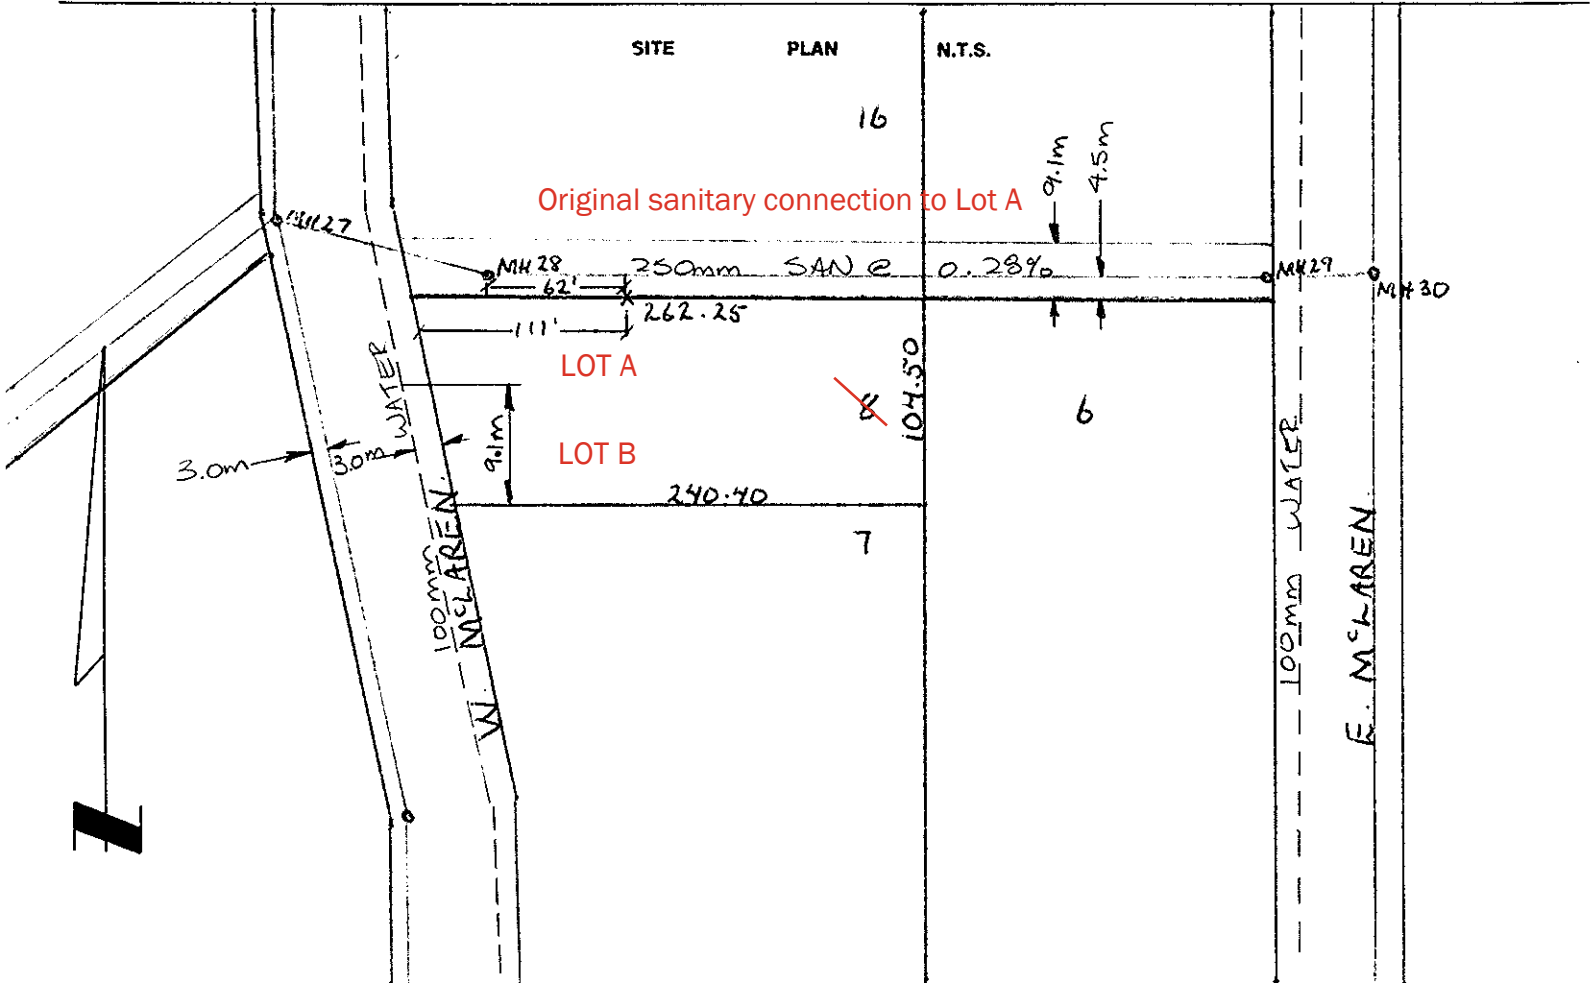 SITE PLAN N.T.S.
16
9.1m
4.5m
Original sanitary connection to Lot A
MH27
MH28
250mm SAN @ 0.28%
MH29
MH30
62'
262.25
111'
WATER
LOT A
104.50
8
6
9.1m
LOT B
3.0m
3.0m
240.40
7
100mm
W. McLAREN.
100mm WATER
E. McLAREN.